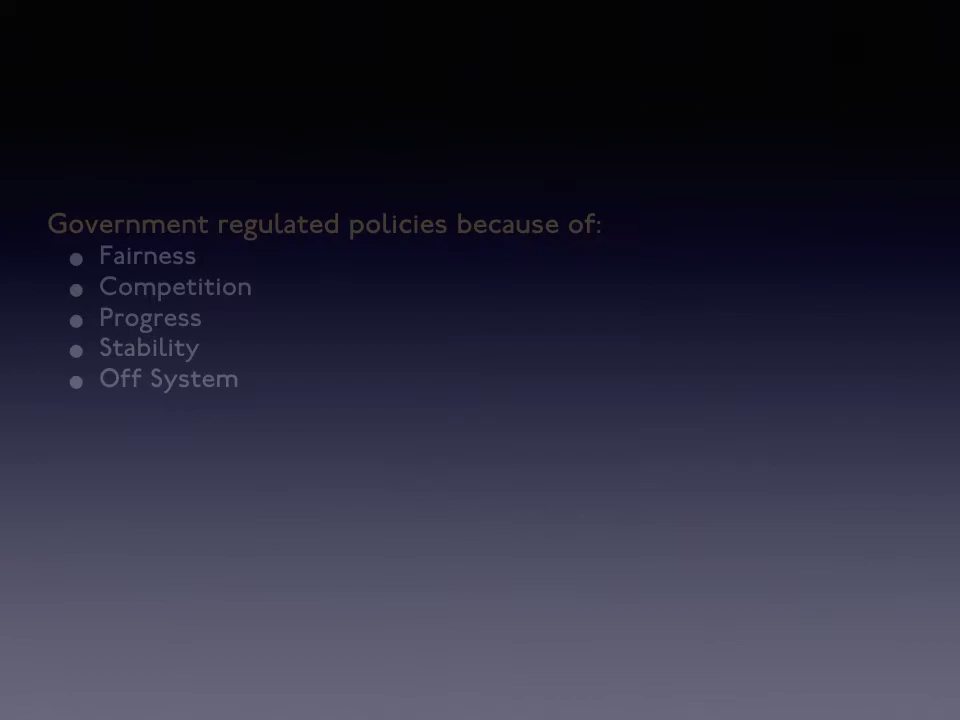 Government regulated policies because of:
• Fairness
• Competition
• Progress
• Stability
• Off System